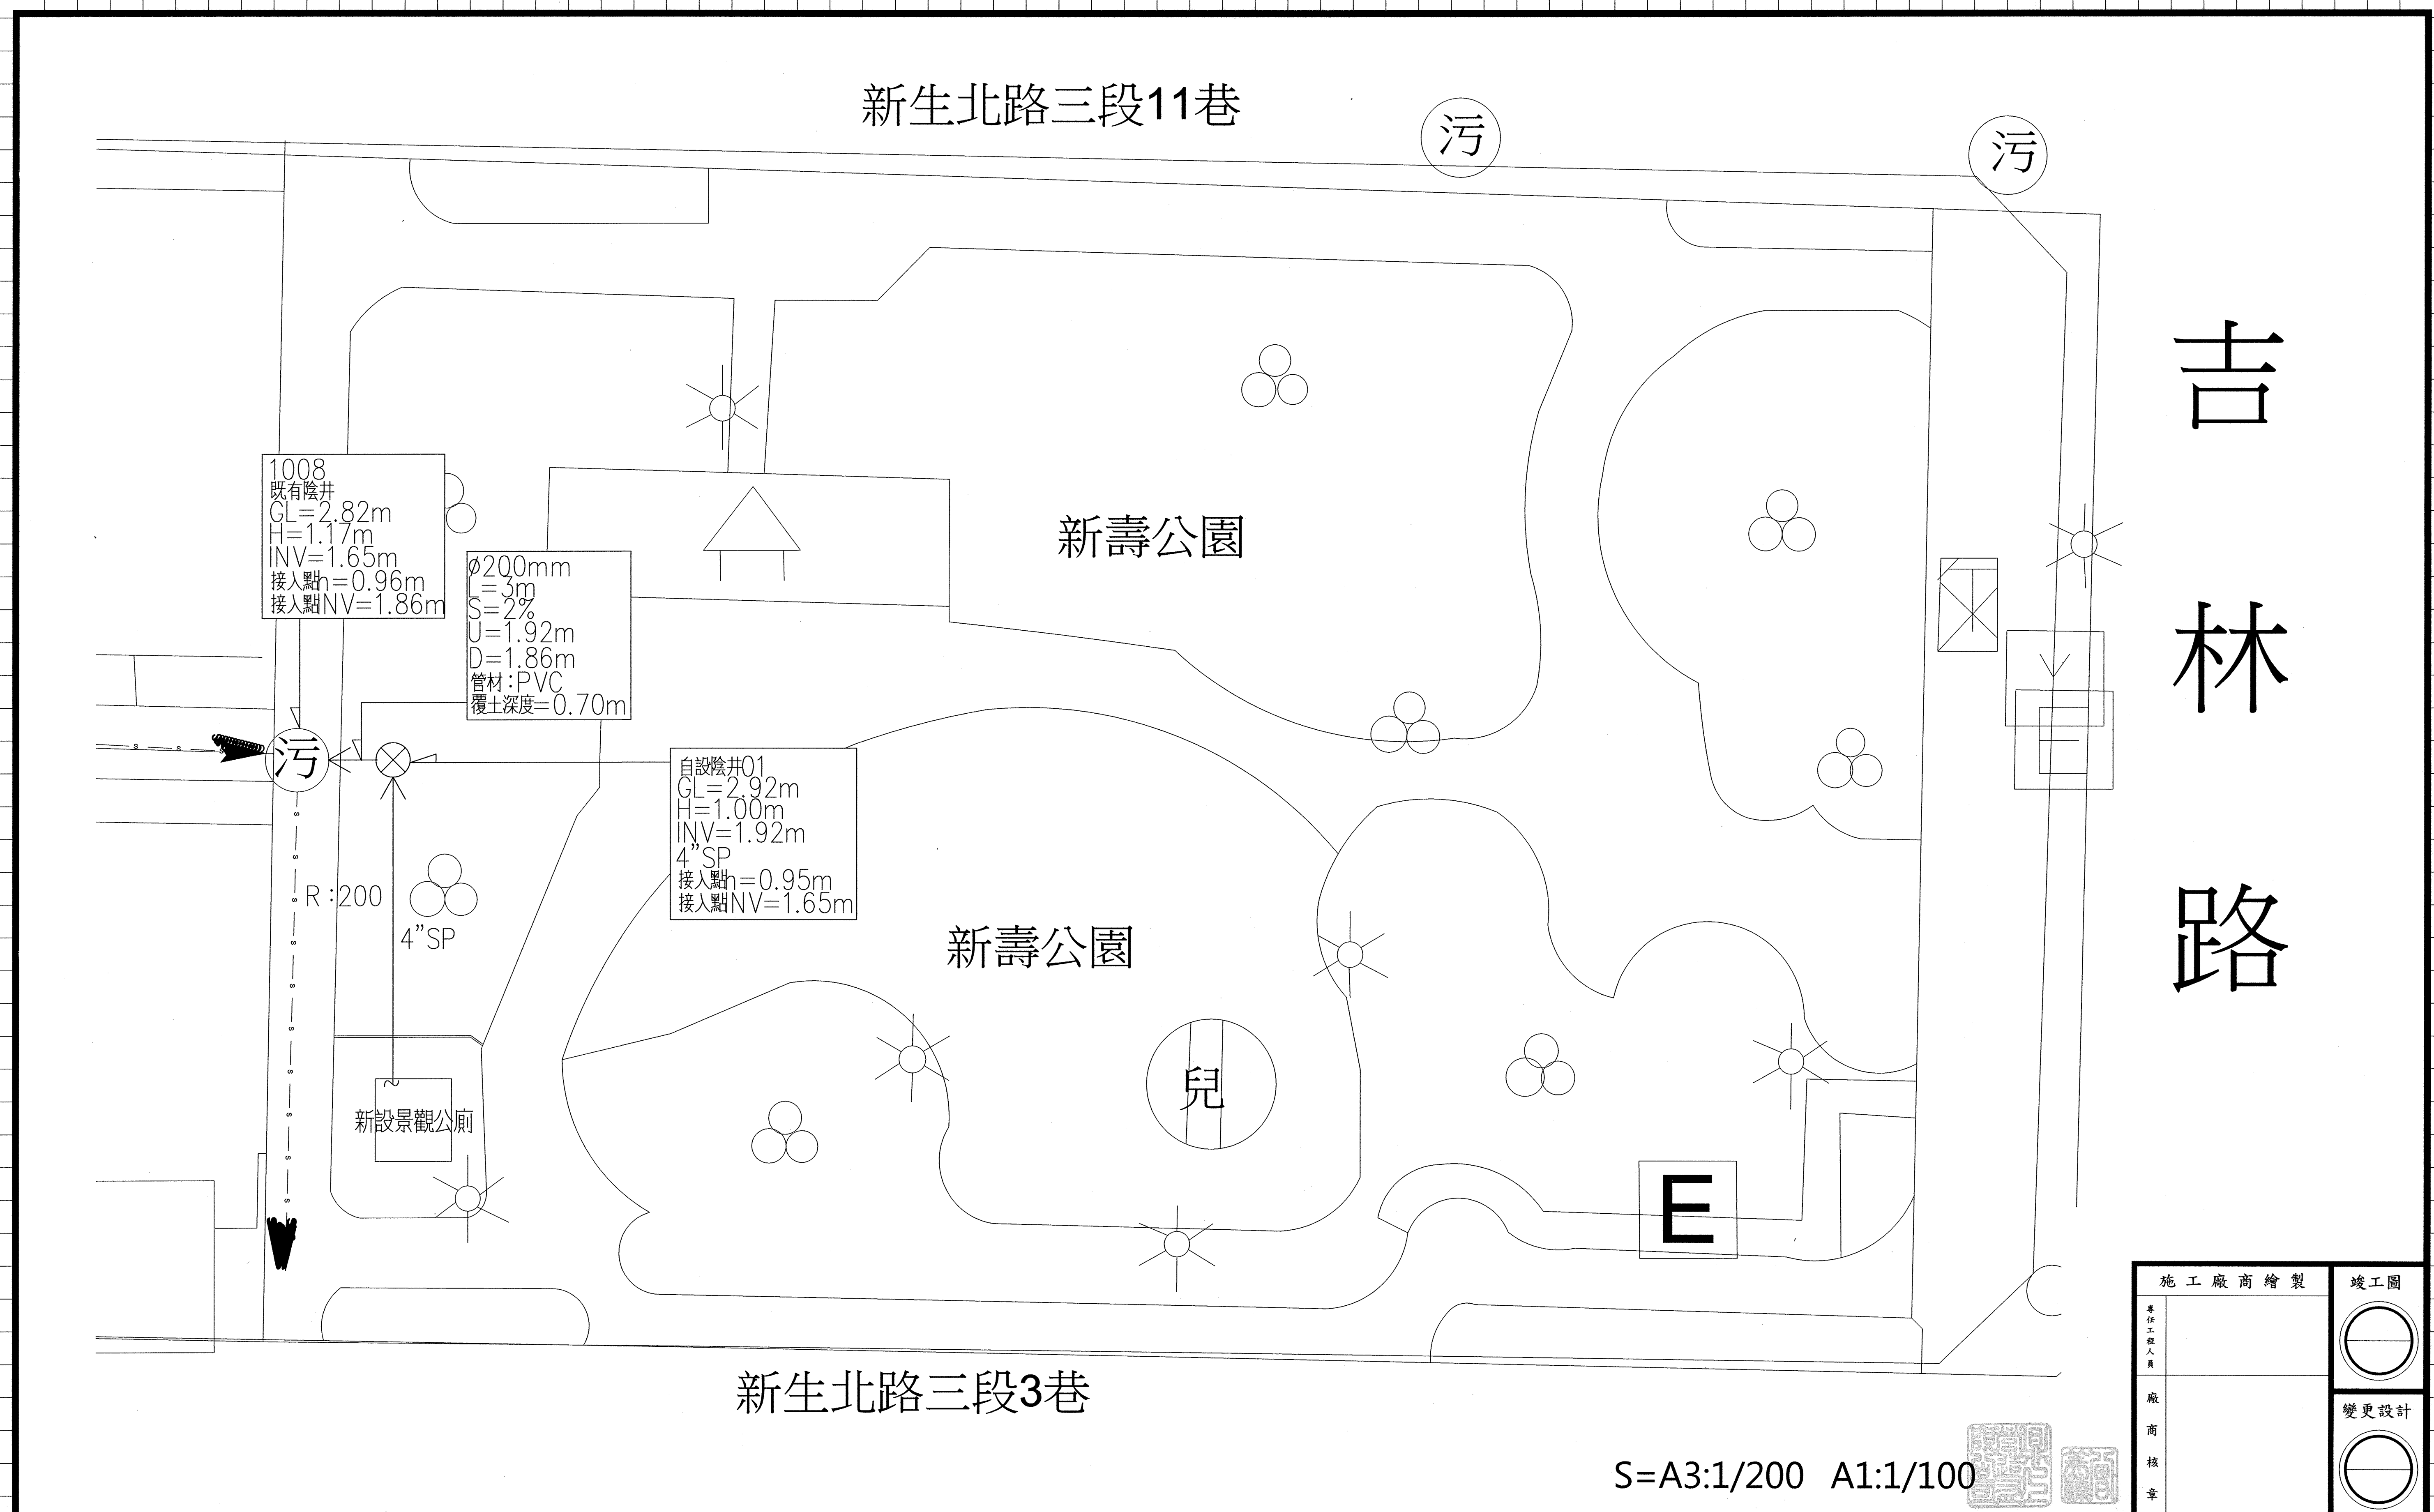 新生北路三段11巷
污
污
吉
林
路
1008
既有陰井
GL=2.82m
H=1.17m
INV=1.65m
接入點h=0.96m
接入點INV=1.86m
ø200mm
L=3m
S=2%
U=1.92m
D=1.86m
管材:PVC
覆土深度=0.70m
新壽公園
污
s
s
s
自設陰井01
GL=2.92m
H=1.00m
INV=1.92m
4"SP
接入點h=0.95m
接入點INV=1.65m
R:200
4"SP
s
s
s
s
s
s
s
s
s
s
新壽公園
兒
新設景觀公廁
E
E
新生北路三段3巷
S=A3:1/200 A1:1/100
施工廠商繪製
竣工圖
專任工程人員
廠商核章
變更設計